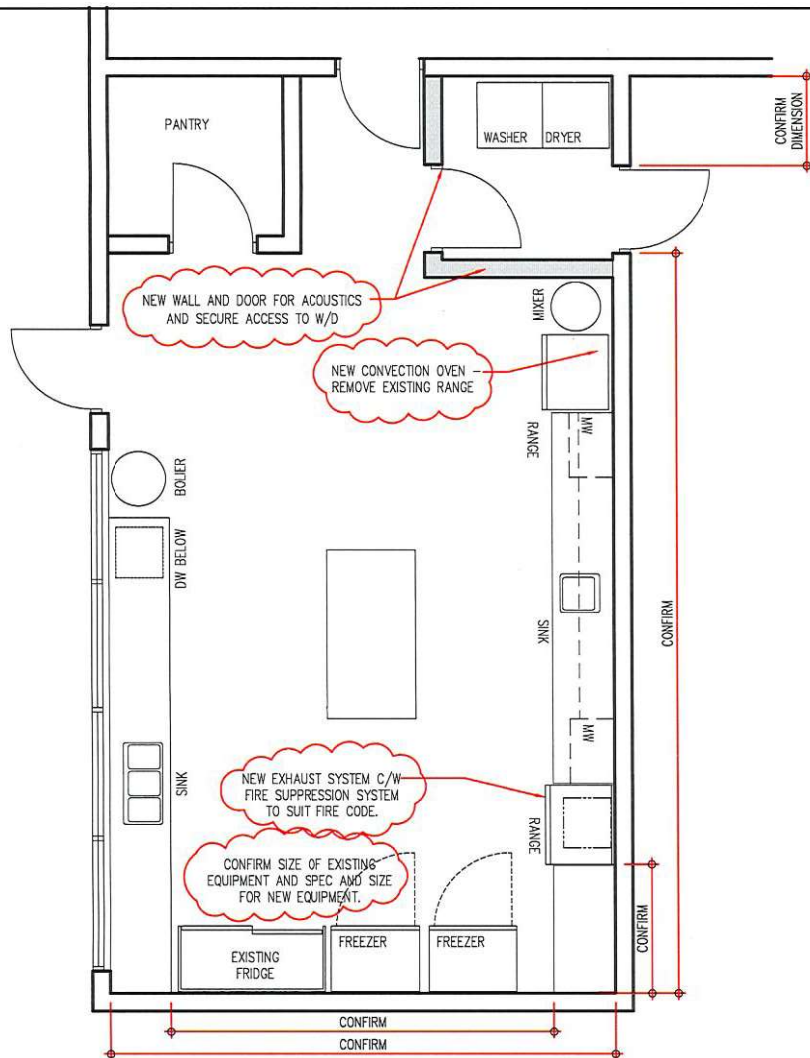 PANTRY
WASHER
DRYER
CONFIRM
DIMENSION
NEW WALL AND DOOR FOR ACOUSTICS
AND SECURE ACCESS TO W/D
MIXER
NEW CONVECTION OVEN –
REMOVE EXISTING RANGE
RANGE
MW
BOLIER
DW BELOW
SINK
CONFIRM
SINK
MW
NEW EXHAUST SYSTEM C/W
FIRE SUPPRESSION SYSTEM
TO SUIT FIRE CODE.
RANGE
CONFIRM SIZE OF EXISTING
EQUIPMENT AND SPEC AND SIZE
FOR NEW EQUIPMENT.
CONFIRM
EXISTING
FRIDGE
FREEZER
FREEZER
CONFIRM
CONFIRM